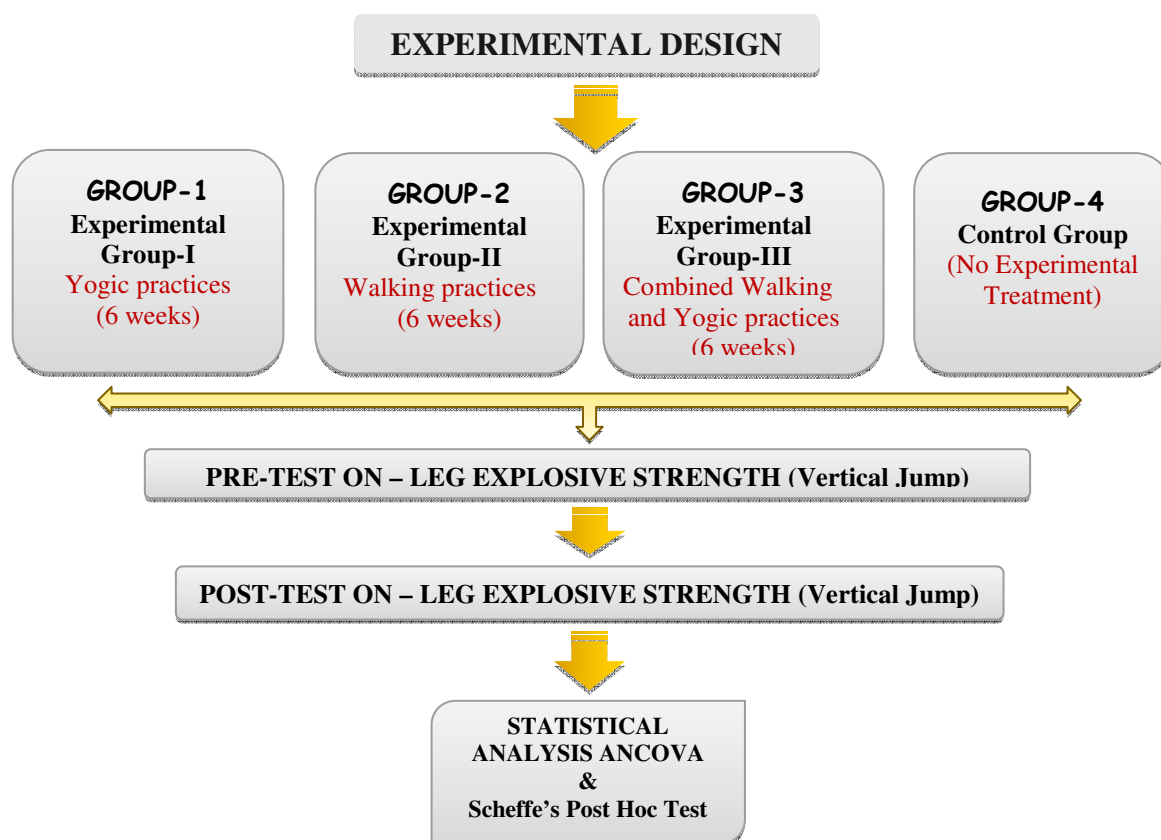 EXPERIMENTAL DESIGN
GROUP-1
Experimental
Group-I
Yogic practices
(6 weeks)
GROUP-2
Experimental
Group-II
Walking practices
(6 weeks)
GROUP-3
Experimental
Group-III
Combined Walking
and Yogic practices
(6 weeks)
GROUP-4
Control Group
(No Experimental
Treatment)
PRE-TEST ON – LEG EXPLOSIVE STRENGTH (Vertical Jump)
POST-TEST ON – LEG EXPLOSIVE STRENGTH (Vertical Jump)
STATISTICAL
ANALYSIS ANCOVA
&
Scheffe's Post Hoc Test